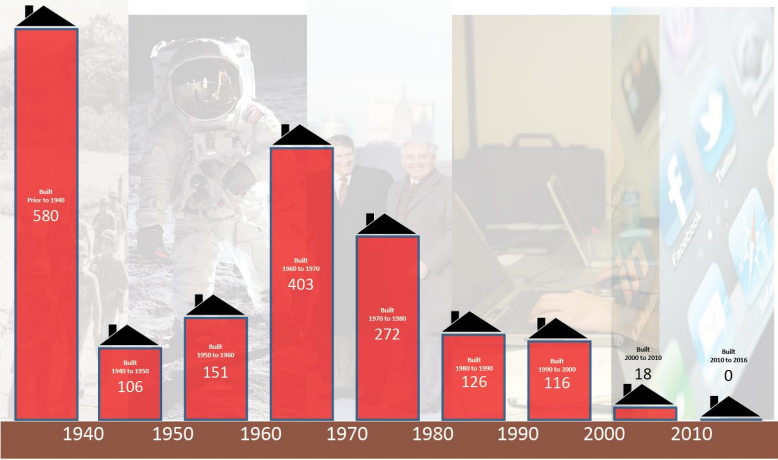 Built
Prior to 1940
580
Built
1940 to 1950
106
Built
1950 to 1960
151
Built
1960 to 1970
403
Built
1970 to 1980
272
Built
1980 to 1990
126
Built
1990 to 2000
116
Built
2000 to 2010
18
Built
2010 to 2016
0
Facebook
Twitter
1940 1950 1960 1970 1980 1990 2000 2010